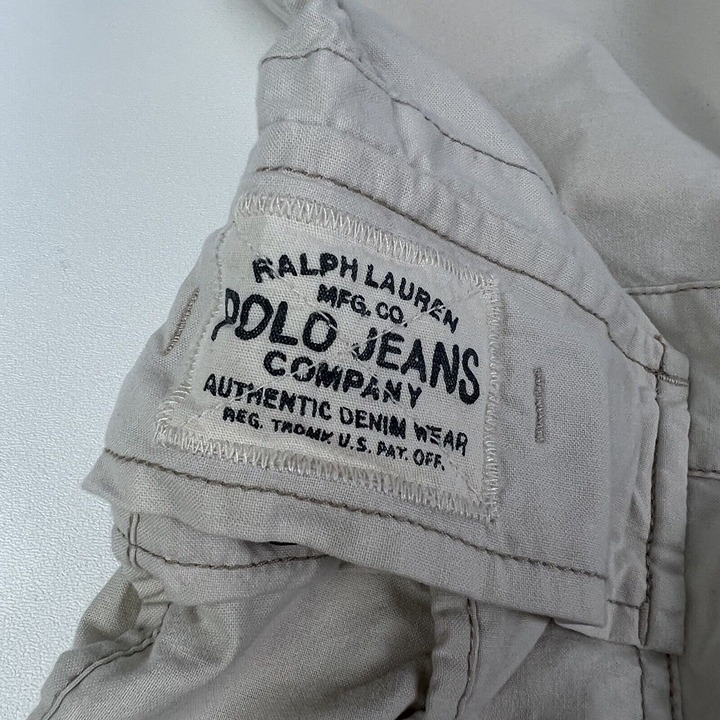 RALPH LAUREN
MFG. CO.
POLO JEANS
COMPANY
AUTHENTIC DENIM WEAR
REG. TRDMK U.S. PAT. OFF.